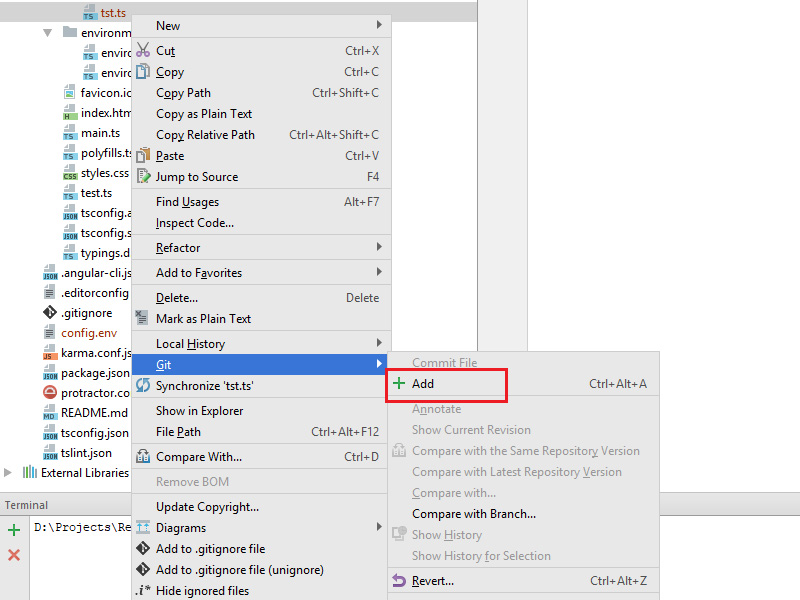 tst.ts
environm
enviro
enviro
favicon.ic
index.htm
main.ts
polyfills.ts
styles.css
test.ts
tsconfig.a
tsconfig.s
typings.d
.angular-cli.js
.editorconfig
.gitignore
config.env
karma.conf.js
package.json
protractor.co
README.md
tsconfig.json
tslint.json
External Libraries
Terminal
D:\Projects\Re
New
Cut Ctrl+X
Copy Ctrl+C
Copy Path Ctrl+Shift+C
Copy as Plain Text
Copy Relative Path Ctrl+Alt+Shift+C
Paste Ctrl+V
Jump to Source F4
Find Usages Alt+F7
Inspect Code...
Refactor
Add to Favorites
Delete... Delete
Mark as Plain Text
Local History
Git
Synchronize 'tst.ts'
Show in Explorer
File Path Ctrl+Alt+F12
Compare With... Ctrl+D
Remove BOM
Update Copyright...
Diagrams
Add to .gitignore file
Add to .gitignore file (unignore)
Hide ignored files
Commit File
Add Ctrl+Alt+A
Annotate
Show Current Revision
Compare with the Same Repository Version
Compare with Latest Repository Version
Compare with...
Compare with Branch...
Show History
Show History for Selection
Revert... Ctrl+Alt+Z